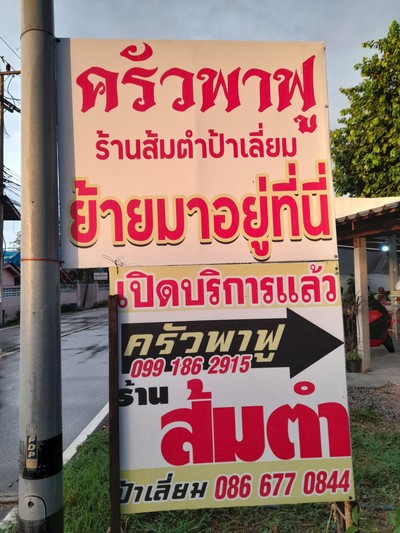 ครัวพาฟู
ร้านส้มตำป้าเลี่ยม
ย้ายมาอยู่ที่นี่
เปิดบริการแล้ว
ครัวพาฟู
099 186 2915
ร้าน
ส้มตำ
ป้าเลี่ยม 086 677 0844